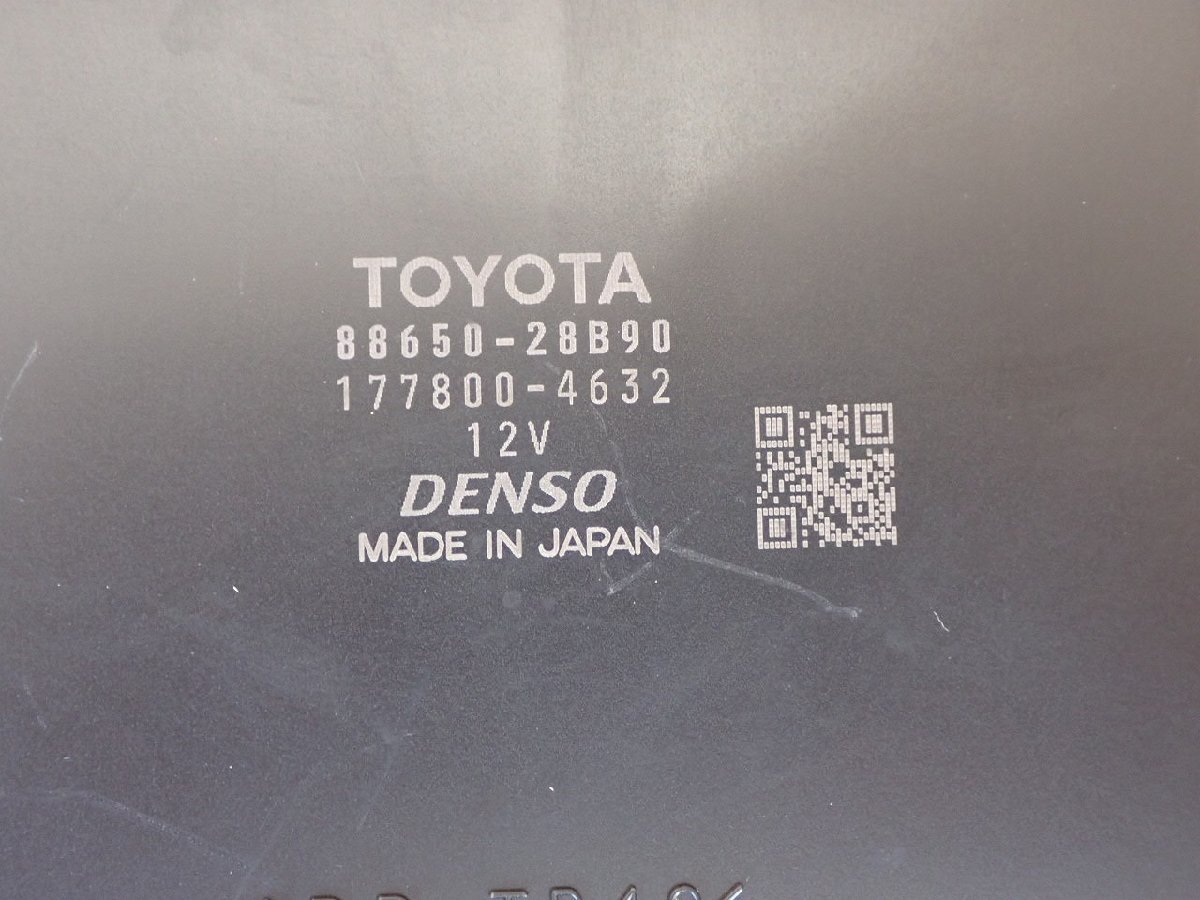 TOYOTA
88650-28B90
177800-4632
12V
DENSO
MADE IN JAPAN